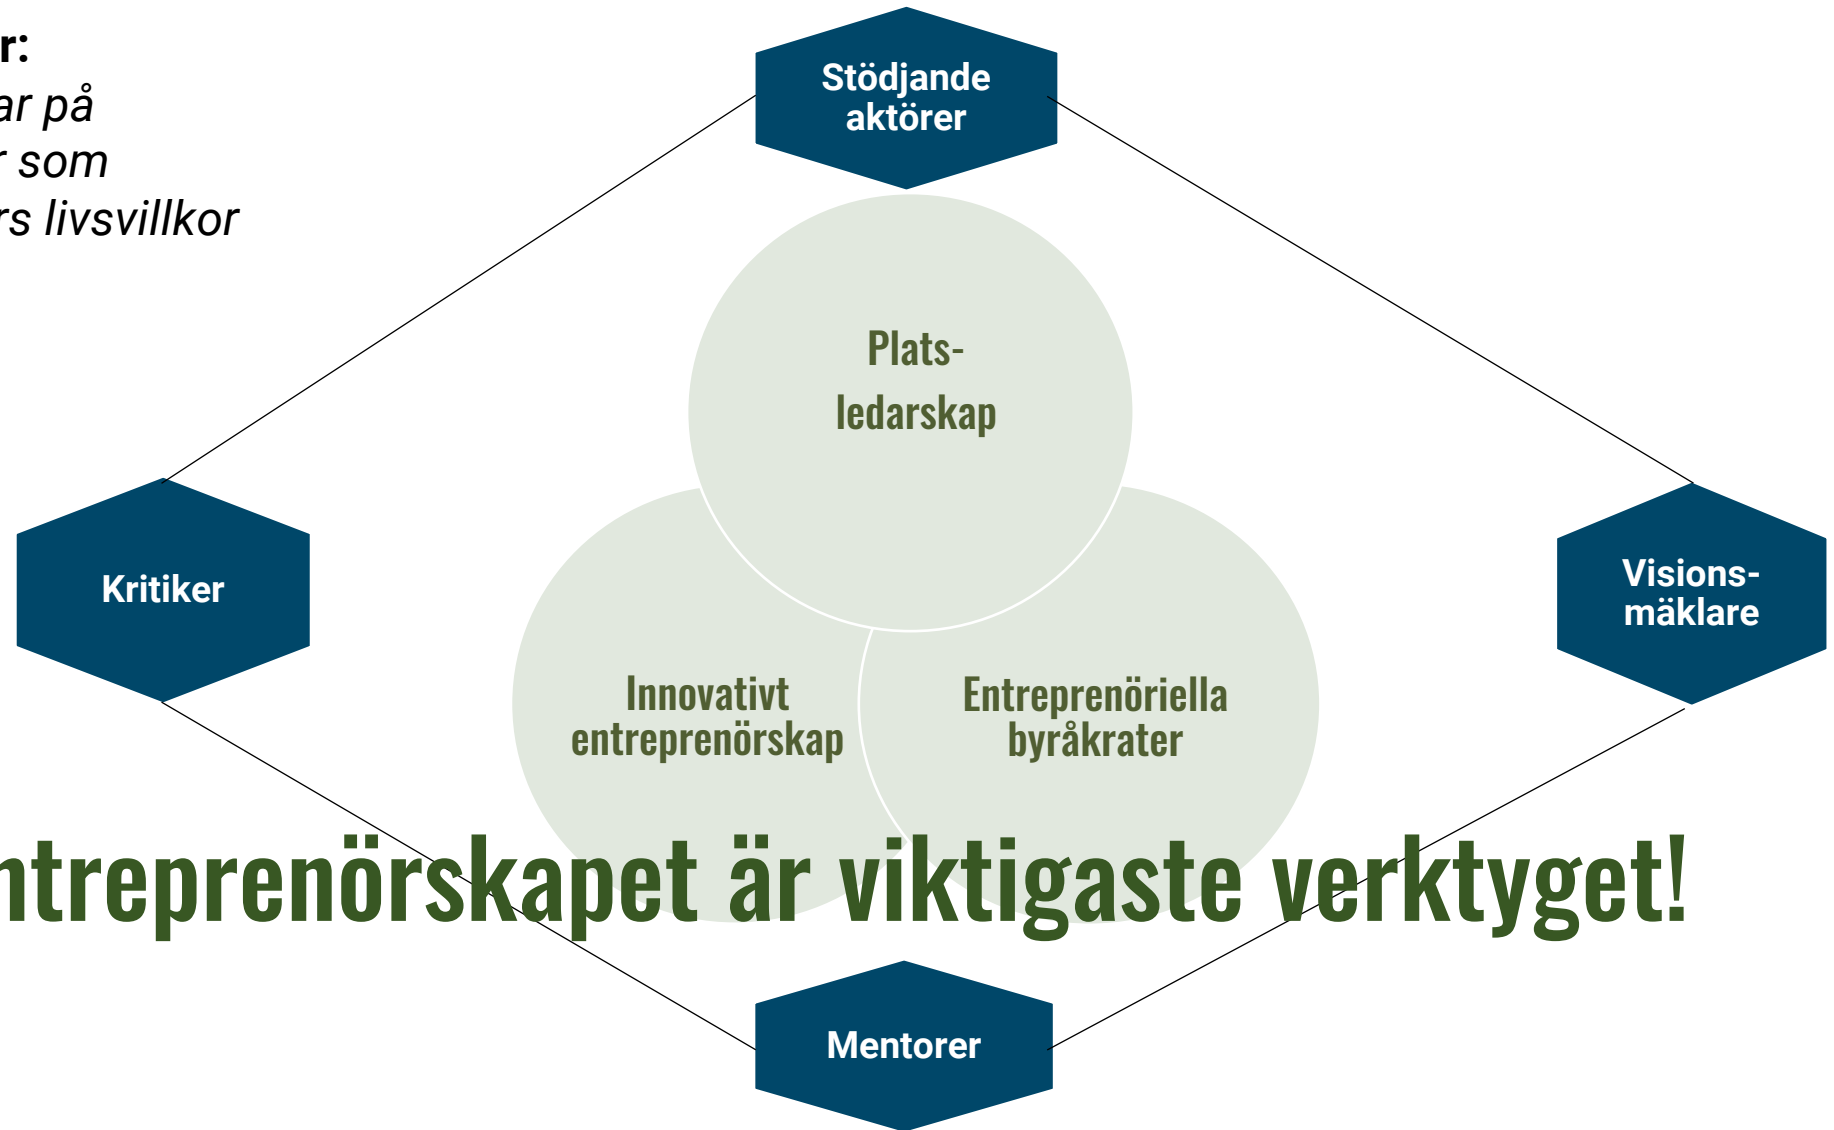 r:
ar på
r som
rs livsvillkor
Stödjande
aktörer
Plats-
ledarskap
Kritiker
Visions-
mäklare
Innovativt
entreprenörskap
Entreprenöriella
byråkrater
ntreprenörskapet är viktigaste verktyget!
Mentorer